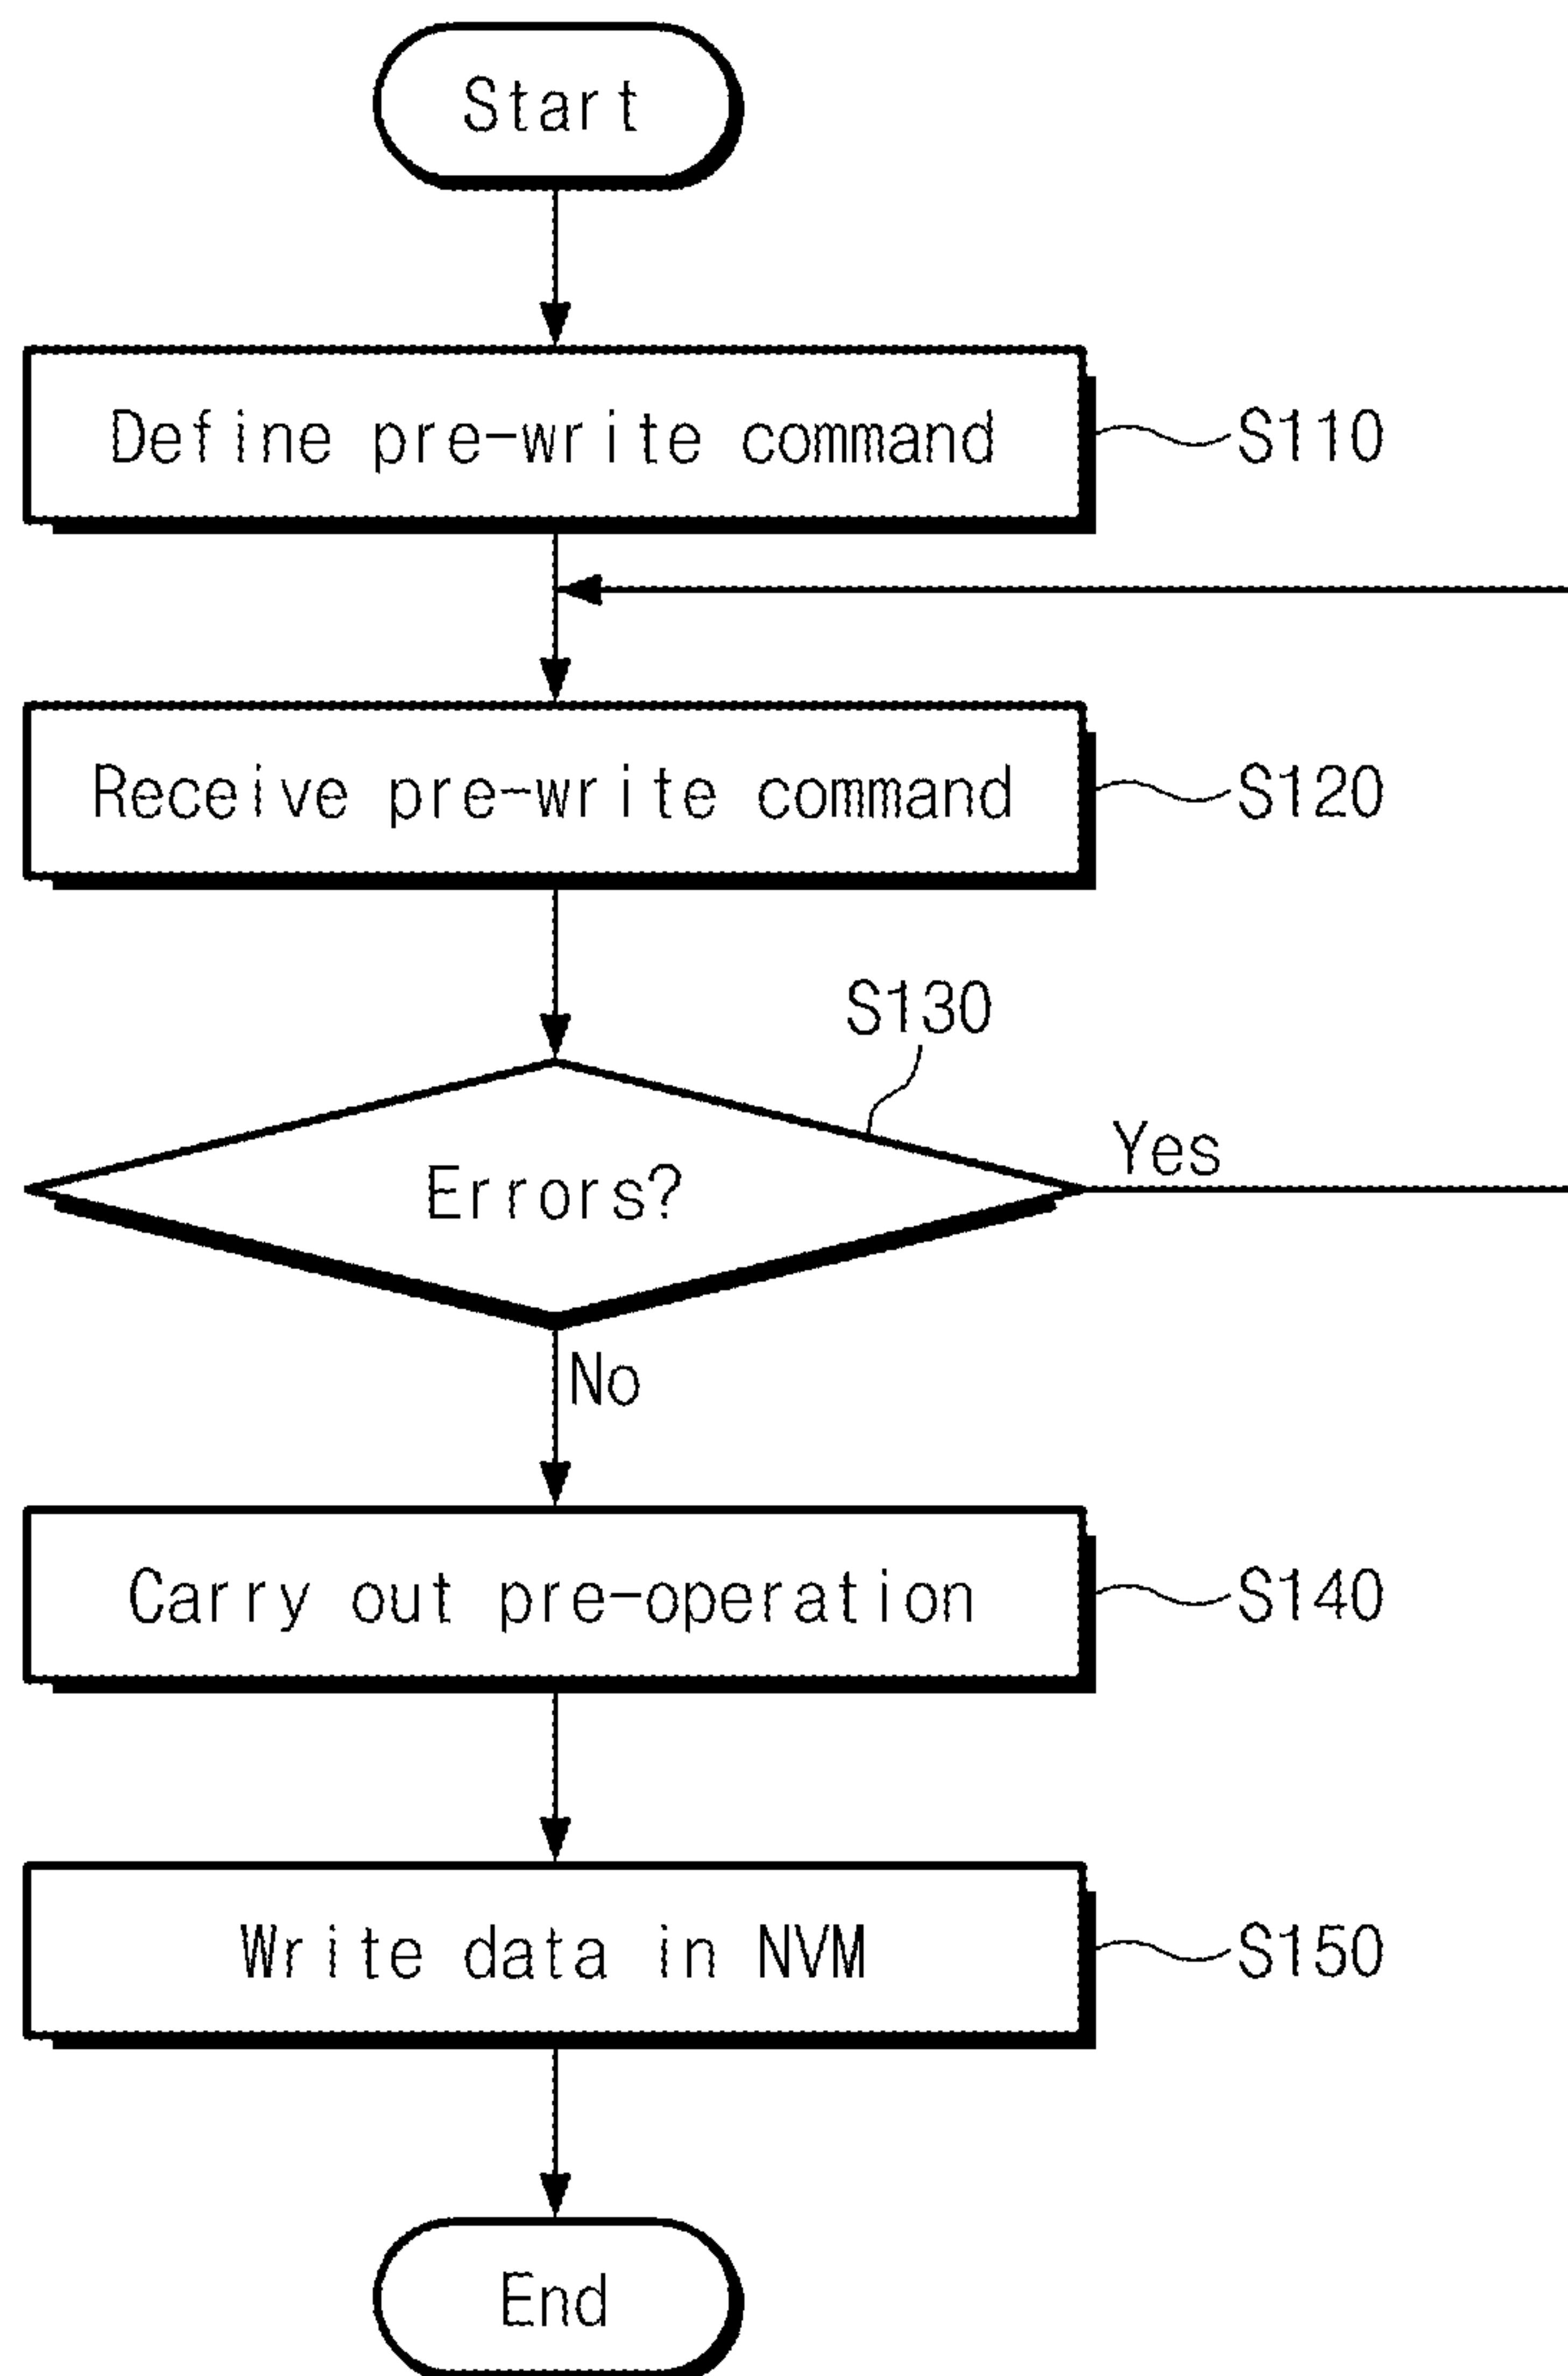 Start
Define pre-write command
S110
Receive pre-write command
S120
S130
Errors?
Yes
No
Carry out pre-operation
S140
Write data in NVM
S150
End